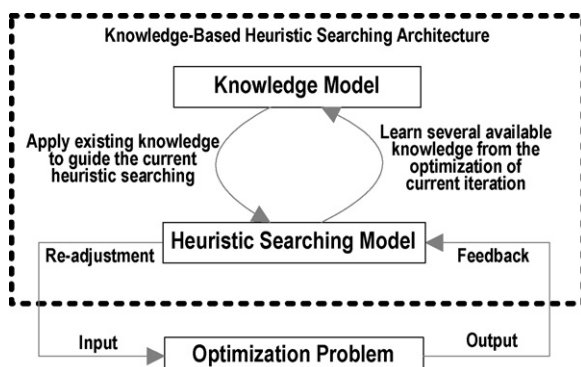 Knowledge-Based Heuristic Searching Architecture
Knowledge Model
Apply existing knowledge
to guide the current
heuristic searching
Learn several available
knowledge from the
optimization of
current iteration
Heuristic Searching Model
Re-adjustment
Feedback
Input
Output
Optimization Problem